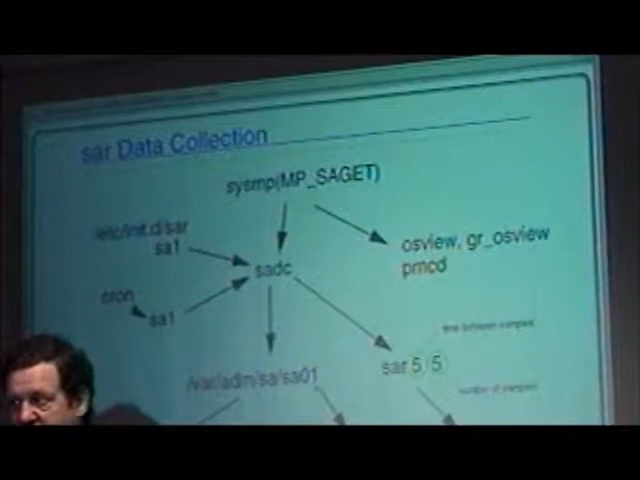 sar Data Collection
sysmp(MP_SAGET)
/etc/init.d/sar
sa1
osview, gr_osview
pmcd
sadc
cron
sa1
time between samples
sar 5 5
/var/adm/sa/sa01
number of samples